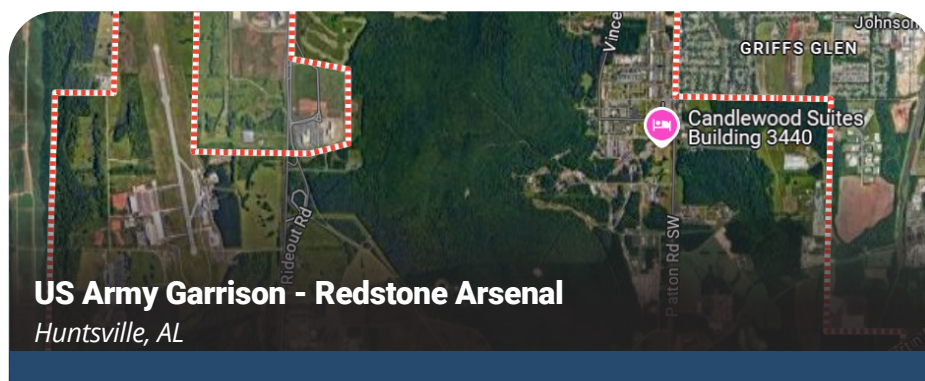 Johnson
Vince
GRIFFS GLEN
Candlewood Suites
Building 3440
Rideout Rd
Patton Rd SW
US Army Garrison - Redstone Arsenal
Huntsville, AL